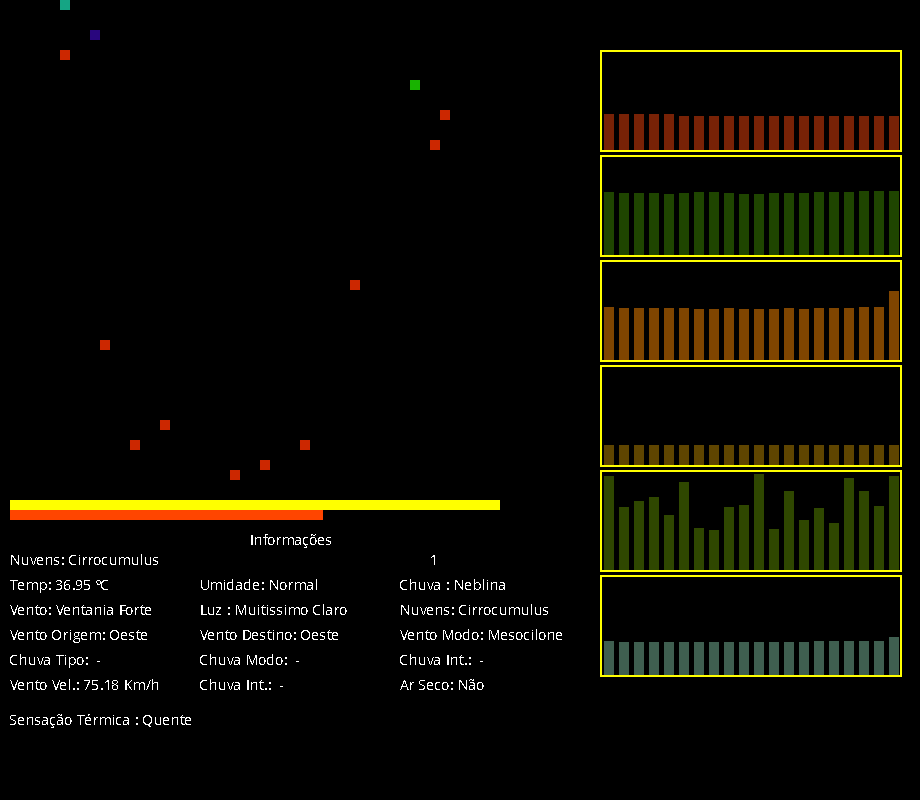 Informações
Nuvens: Cirrocumulus 1
Temp: 36.95 ºC Umidade: Normal Chuva : Neblina
Vento: Ventania Forte Luz : Muitissimo Claro Nuvens: Cirrocumulus
Vento Origem: Oeste Vento Destino: Oeste Vento Modo: Mesocilone
Chuva Tipo: - Chuva Modo: - Chuva Int.: -
Vento Vel.: 75.18 Km/h Chuva Int.: - Ar Seco: Não
Sensação Térmica : Quente